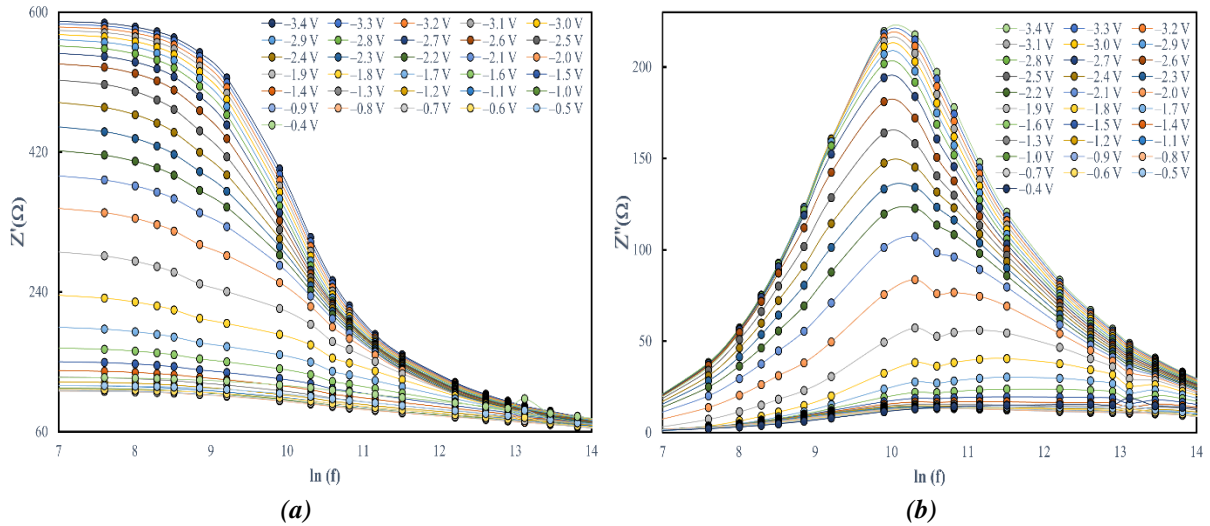 600
420
240
60
7 8 9 10 11 12 13 14
Z'(Ω)
ln (f)
–3.4 V –3.3 V –3.2 V –3.1 V –3.0 V
–2.9 V –2.8 V –2.7 V –2.6 V –2.5 V
–2.4 V –2.3 V –2.2 V –2.1 V –2.0 V
–1.9 V –1.8 V –1.7 V –1.6 V –1.5 V
–1.4 V –1.3 V –1.2 V –1.1 V –1.0 V
–0.9 V –0.8 V –0.7 V –0.6 V –0.5 V
–0.4 V
(a)
200
150
100
50
0
7 8 9 10 11 12 13 14
Z"(Ω)
ln (f)
–3.4 V –3.3 V –3.2 V
–3.1 V –3.0 V –2.9 V
–2.8 V –2.7 V –2.6 V
–2.5 V –2.4 V –2.3 V
–2.2 V –2.1 V –2.0 V
–1.9 V –1.8 V –1.7 V
–1.6 V –1.5 V –1.4 V
–1.3 V –1.2 V –1.1 V
–1.0 V –0.9 V –0.8 V
–0.7 V –0.6 V –0.5 V
–0.4 V
(b)